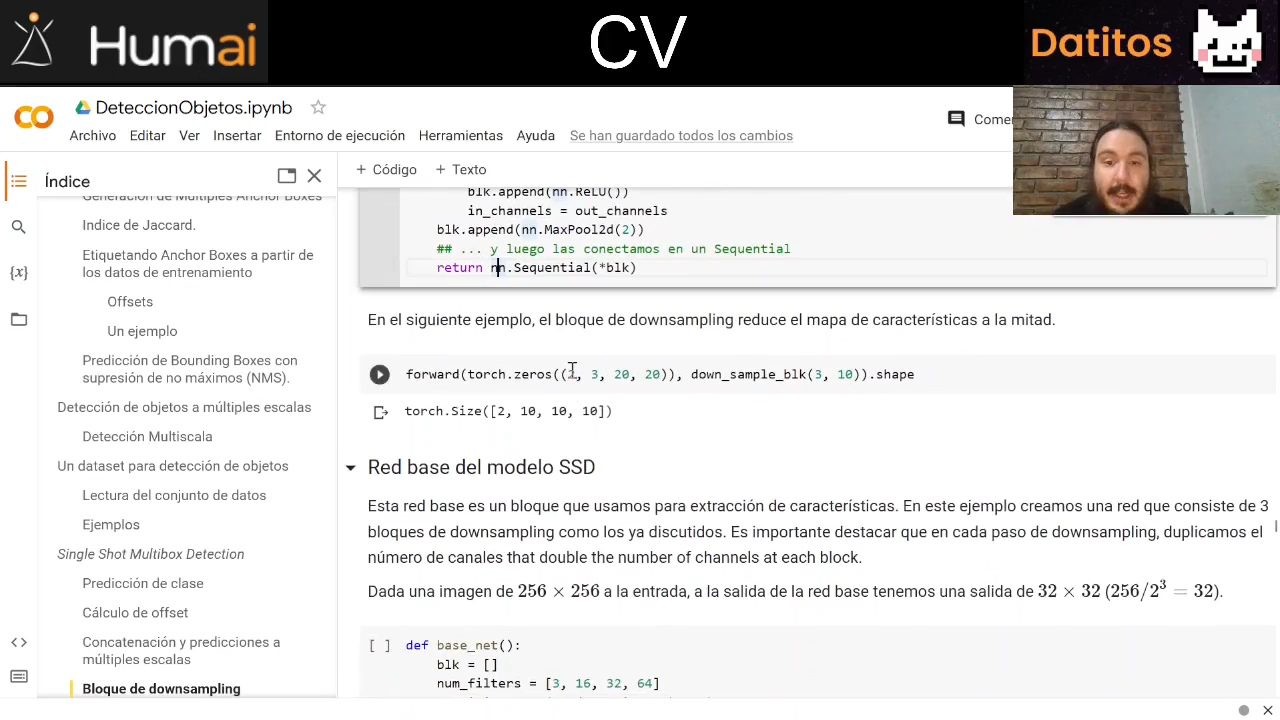 Humai
CV
Datitos
DeteccionObjetos.ipynb
Archivo Editar Ver Insertar Entorno de ejecución Herramientas Ayuda Se han guardado todos los cambios
Índice
+ Código + Texto
Indice de Jaccard.
Etiquetando Anchor Boxes a partir de
los datos de entrenamiento
Offsets
Un ejemplo
Predicción de Bounding Boxes con
supresión de no máximos (NMS).
Detección de objetos a múltiples escalas
Detección Multiscala
Un dataset para detección de objetos
Lectura del conjunto de datos
Ejemplos
Single Shot Multibox Detection
Predicción de clase
Cálculo de offset
Concatenación y predicciones a
múltiples escalas
Bloque de downsampling
blk.append(nn.ReLU())
in_channels = out_channels
blk.append(nn.MaxPool2d(2))
## ... y luego las conectamos en un Sequential
return nn.Sequential(*blk)
En el siguiente ejemplo, el bloque de downsampling reduce el mapa de características a la mitad.
forward(torch.zeros((2, 3, 20, 20)), down_sample_blk(3, 10)).shape
torch.Size([2, 10, 10, 10])
Red base del modelo SSD
Esta red base es un bloque que usamos para extracción de características. En este ejemplo creamos una red que consiste de 3
bloques de downsampling como los ya discutidos. Es importante destacar que en cada paso de downsampling, duplicamos el
número de canales that double the number of channels at each block.
Dada una imagen de 256 × 256 a la entrada, a la salida de la red base tenemos una salida de 32 × 32 (256/2³ = 32).
[ ] def base_net():
blk = []
num_filters = [3, 16, 32, 64]